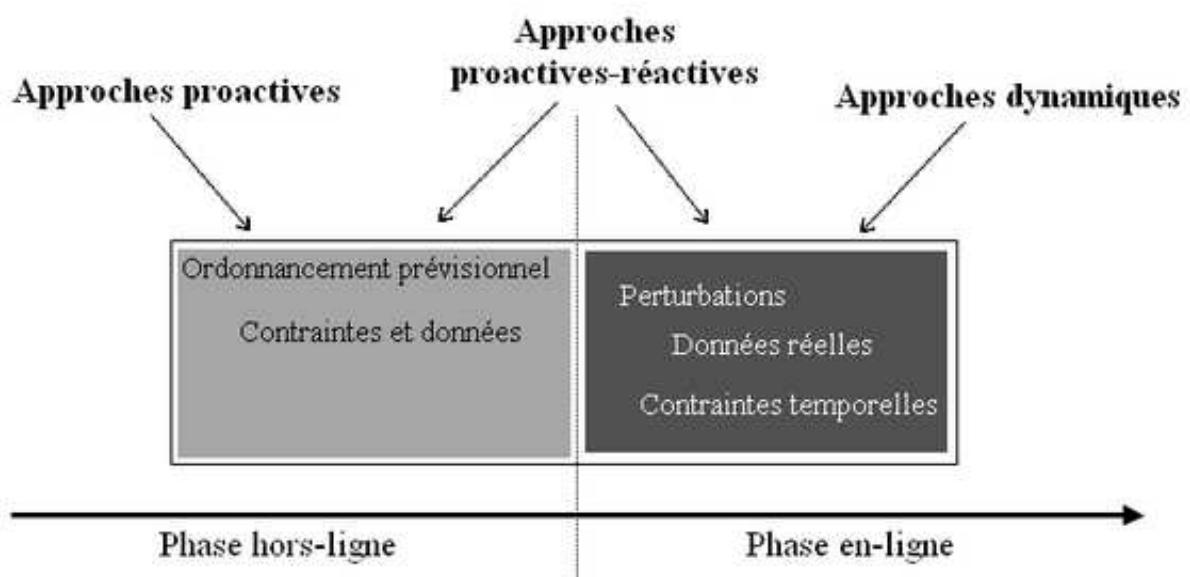 Approches
proactives-réactives
Approches proactives
Approches dynamiques
Ordonnancement prévisionnel
Contraintes et données
Perturbations
Données réelles
Contraintes temporelles
Phase hors-ligne
Phase en-ligne